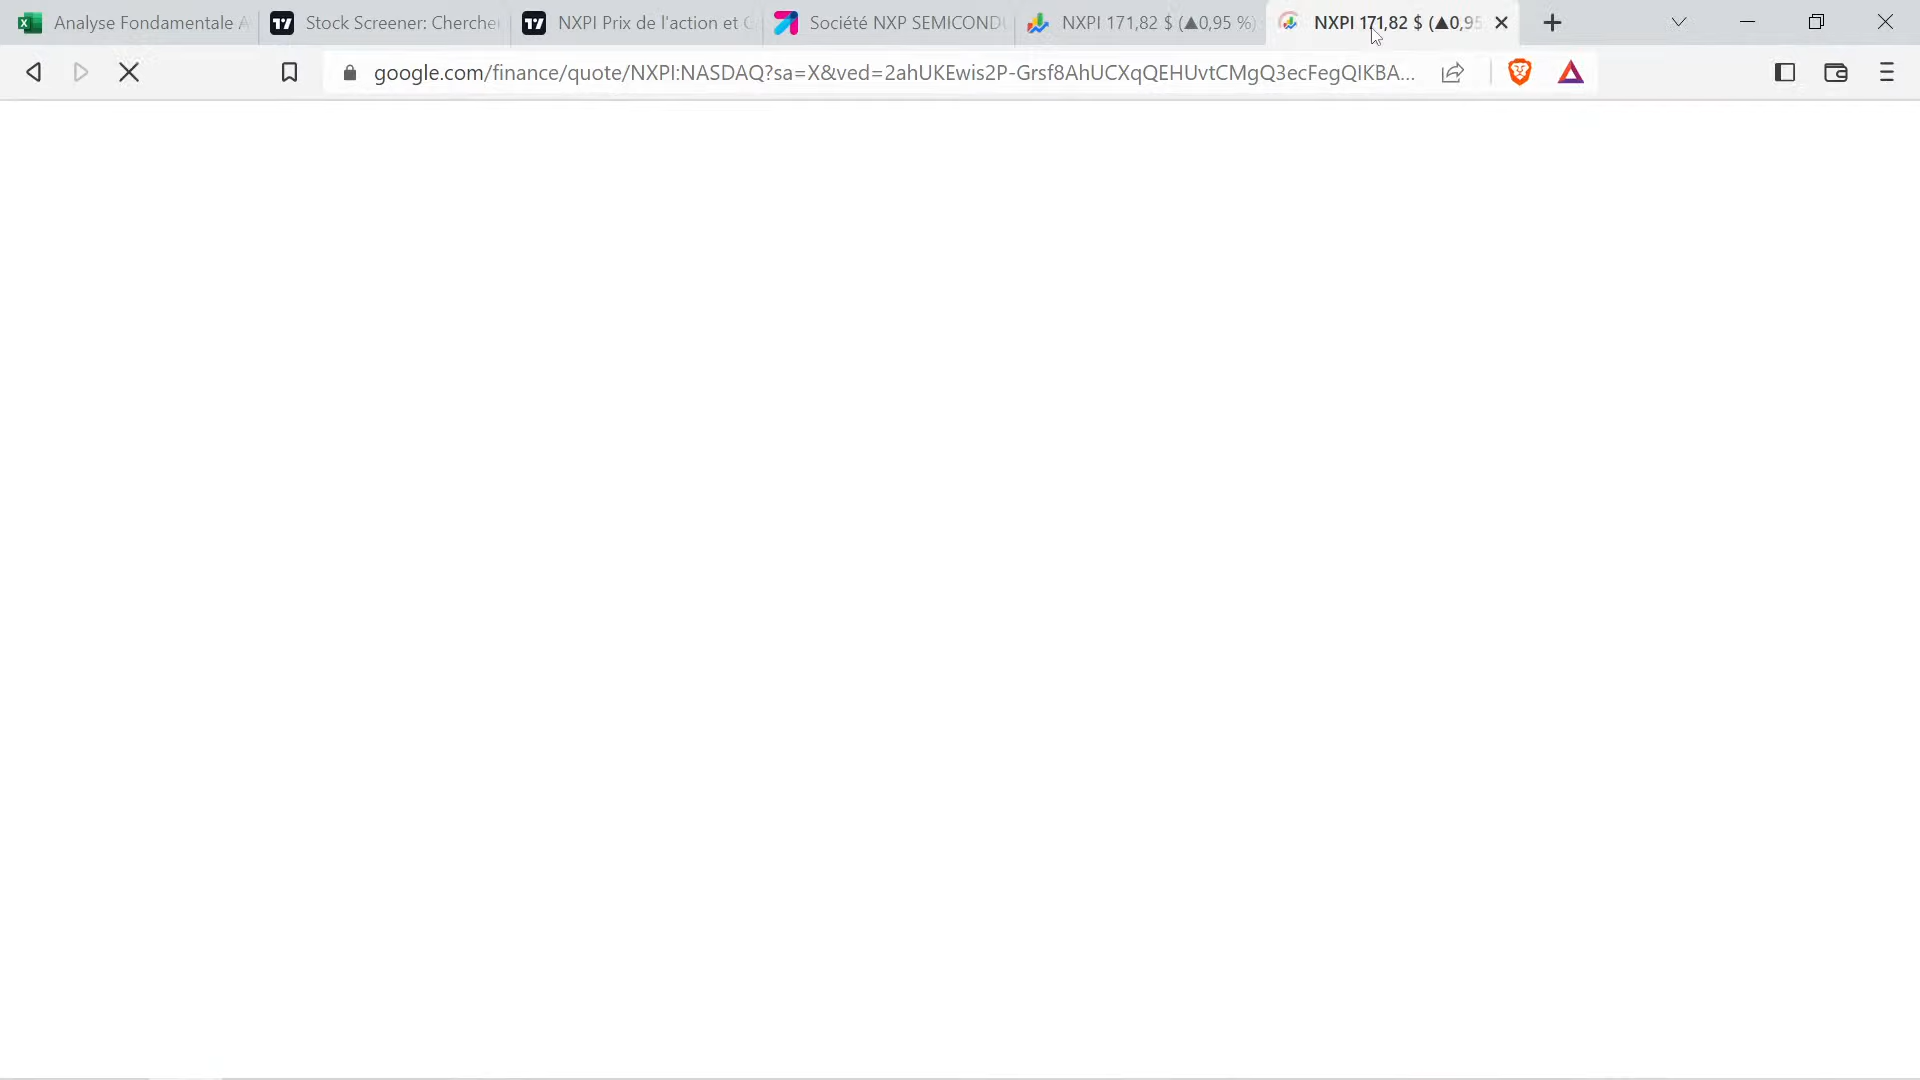 Analyse Fondamentale A
Stock Screener: Cherche
NXPI Prix de l'action et G
Société NXP SEMICONDU
NXPI 171,82 $ (▲0,95 %)
NXPI 171,82 $ (▲0,95
google.com/finance/quote/NXPI:NASDAQ?sa=X&ved=2ahUKEwis2P-Grsf8AhUCXqQEHUvtCMgQ3ecFegQIKBA...